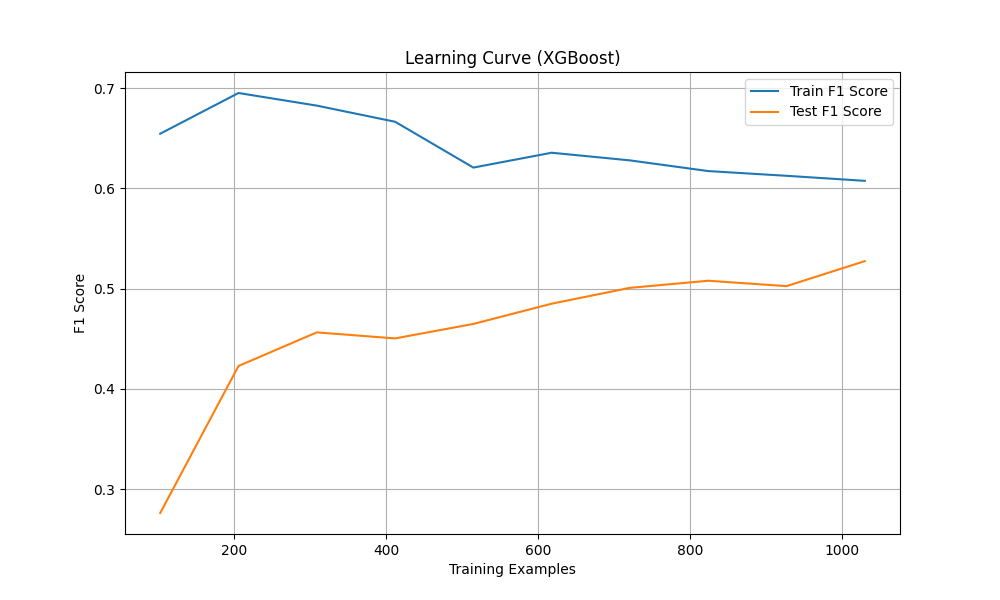 Learning Curve (XGBoost)
Train F1 Score
Test F1 Score
F1 Score
0.7
0.6
0.5
0.4
0.3
200 400 600 800 1000
Training Examples